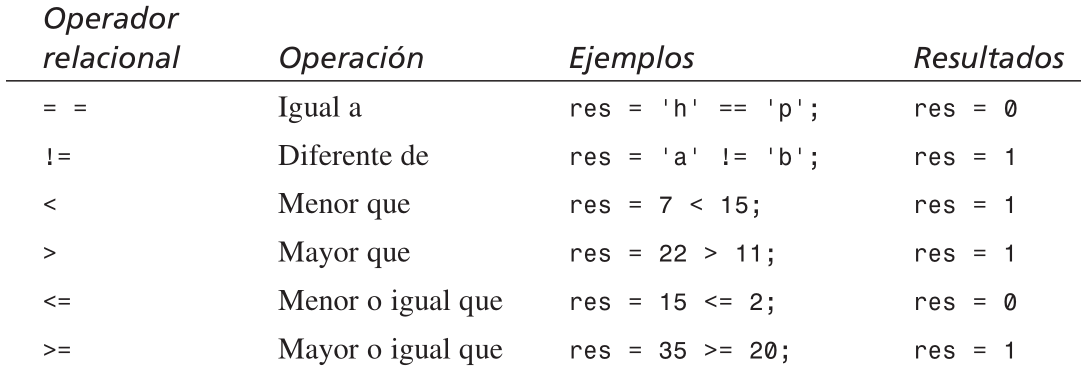 Operador
relacional Operación Ejemplos Resultados
= = Igual a res = 'h' == 'p'; res = 0
!= Diferente de res = 'a' != 'b'; res = 1
< Menor que res = 7 < 15; res = 1
> Mayor que res = 22 > 11; res = 1
<= Menor o igual que res = 15 <= 2; res = 0
>= Mayor o igual que res = 35 >= 20; res = 1